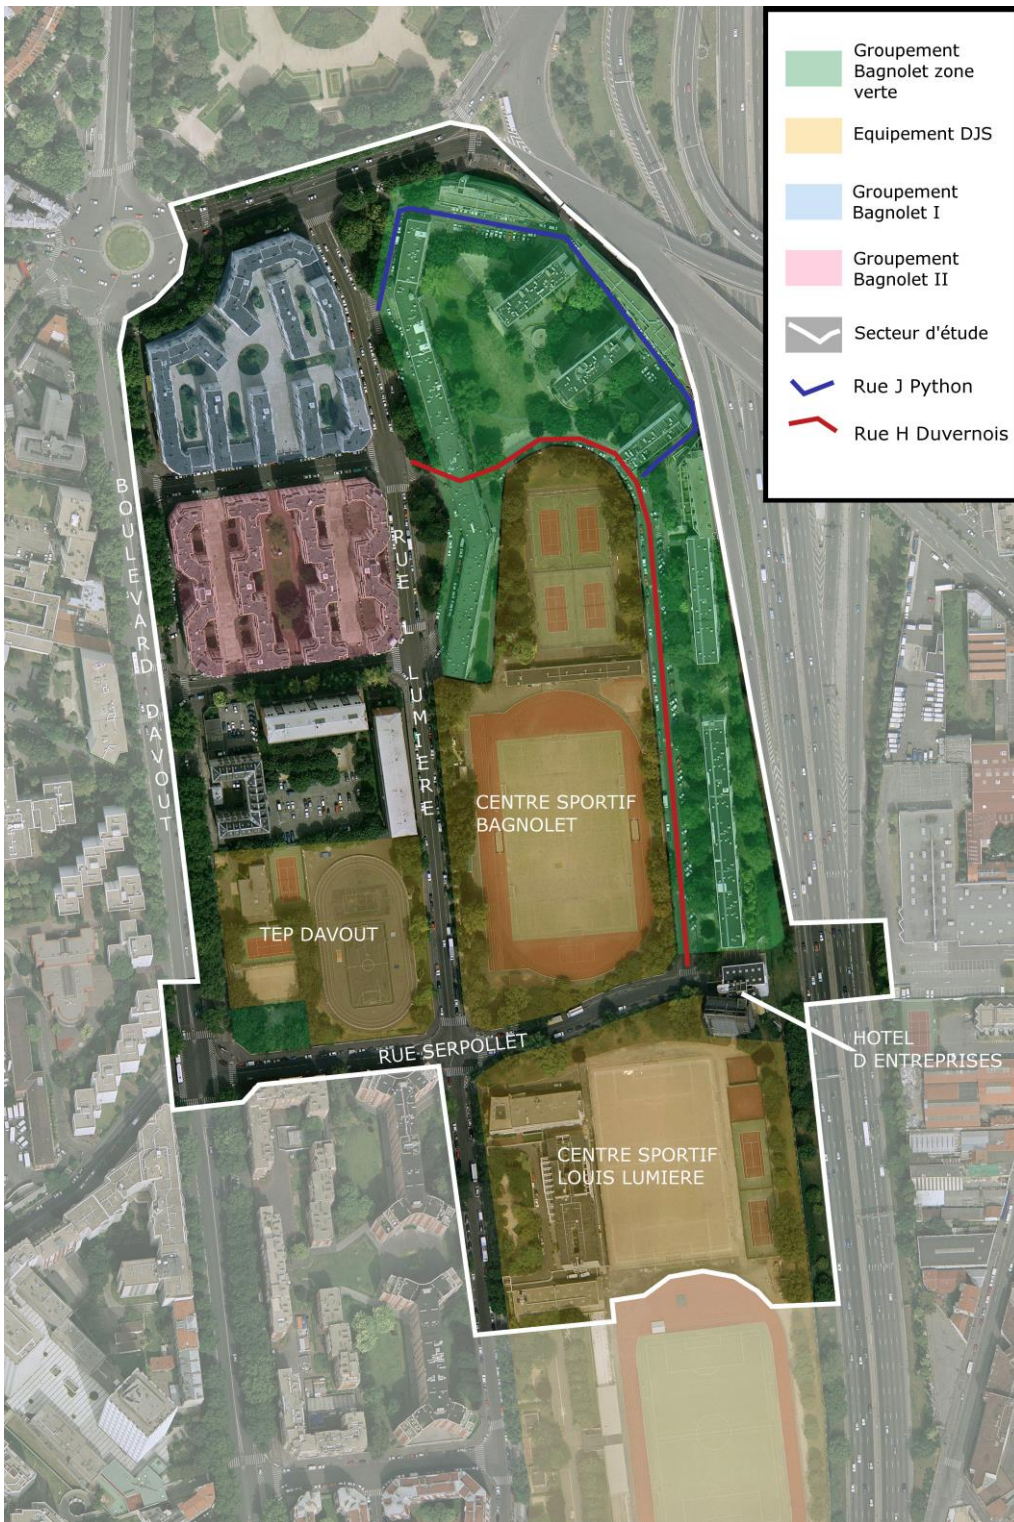 Groupement
Bagnolet zone
verte
Equipement DJS
Groupement
Bagnolet I
Groupement
Bagnolet II
Secteur d'étude
Rue J Python
Rue H Duvernois
BOULEVARD DAVOUT
RUE L LUMIERE
CENTRE SPORTIF
BAGNOLET
TEP DAVOUT
RUE SERPOLLET
HOTEL
D ENTREPRISES
CENTRE SPORTIF
LOUIS LUMIERE